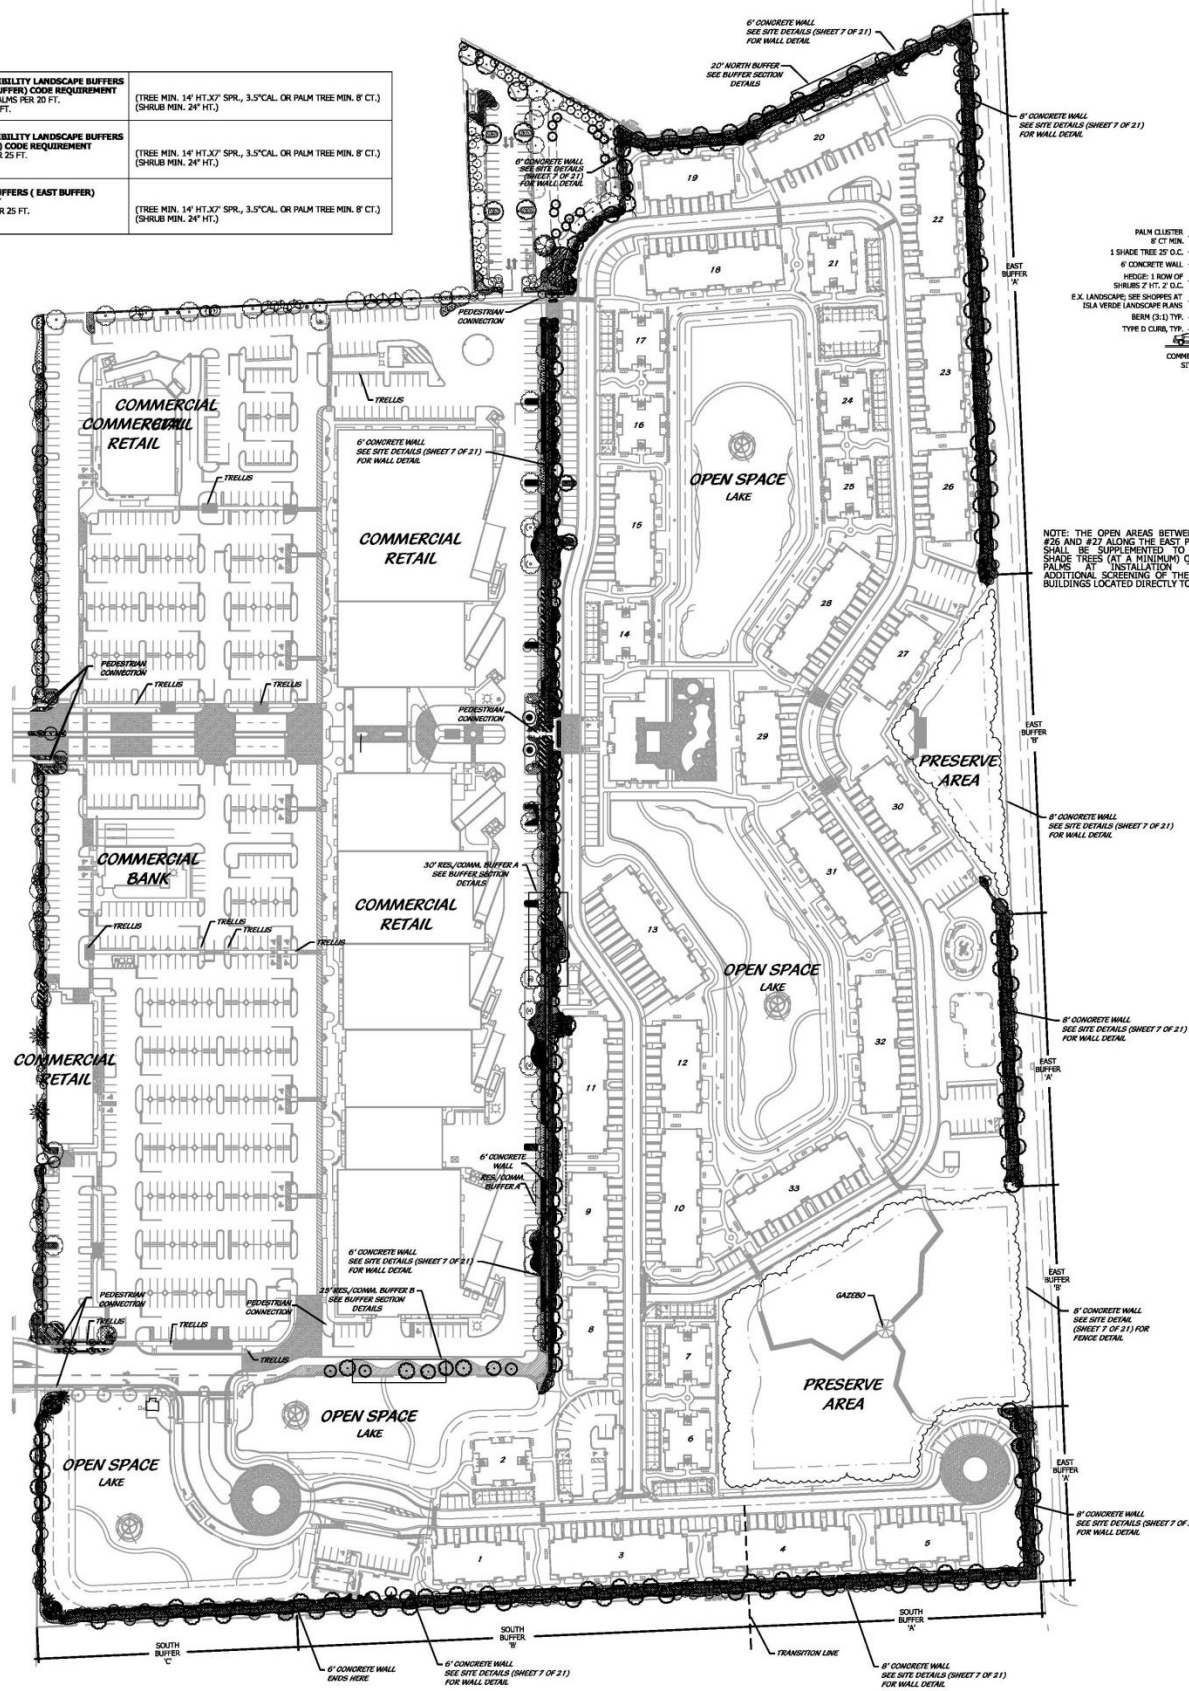 6' CONCRETE WALL
SEE SITE DETAILS (SHEET 7 OF 21)
FOR WALL DETAIL
20' NORTH BUFFER
SEE BUFFER SECTION
DETAILS
IBILITY LANDSCAPE BUFFERS
UFFER) CODE REQUIREMENT
ALMS PER 20 FT.
FT.
(TREE MIN. 14' HT.X7' SPR., 3.5"CAL. OR PALM TREE MIN. 8' CT.)
(SHRUB MIN. 24" HT.)
IBILITY LANDSCAPE BUFFERS
) CODE REQUIREMENT
R 25 FT.
(TREE MIN. 14' HT.X7' SPR., 3.5"CAL. OR PALM TREE MIN. 8' CT.)
(SHRUB MIN. 24" HT.)
UFFERS ( EAST BUFFER)
R 25 FT.
(TREE MIN. 14' HT.X7' SPR., 3.5"CAL. OR PALM TREE MIN. 8' CT.)
(SHRUB MIN. 24" HT.)
8' CONCRETE WALL
SEE SITE DETAILS (SHEET 7 OF 21)
FOR WALL DETAIL
6' CONCRETE WALL
SEE SITE DETAILS
(SHEET 7 OF 21)
FOR WALL DETAIL
20
19
22
PALM CLUSTER
8' CT MIN.
1 SHADE TREE 25' O.C.
6' CONCRETE WALL
HEDGE: 1 ROW OF
SHRUBS 2' HT. 2' O.C.
E.X. LANDSCAPE; SEE SHOPPES AT
ISLA VERDE LANDSCAPE PLANS
BERM (3:1) TYP.
TYPE D CURB, TYP.
COMME
SI
EAST
BUFFER
'A'
18
21
PEDESTRIAN
CONNECTION
17
23
TRELLIS
COMMERCIAL
COMMERCIAL
RETAIL
RETAIL
24
16
6' CONCRETE WALL
SEE SITE DETAILS (SHEET 7 OF 21)
FOR WALL DETAIL
TRELLIS
OPEN SPACE
LAKE
25
26
15
COMMERCIAL
RETAIL
NOTE: THE OPEN AREAS BETWE
#26 AND #27 ALONG THE EAST P
SHALL BE SUPPLEMENTED TO
SHADE TREES (AT A MINIMUM) O
PALMS AT INSTALLATION
ADDITIONAL SCREENING OF THE
BUILDINGS LOCATED DIRECTLY TO
28
14
27
PEDESTRIAN
CONNECTION
TRELLIS
TRELLIS
PEDESTRIAN
CONNECTION
29
EAST
BUFFER
'B'
PRESERVE
AREA
30
8' CONCRETE WALL
SEE SITE DETAILS (SHEET 7 OF 21)
FOR WALL DETAIL
COMMERCIAL
BANK
30' RES./COMM. BUFFER A
SEE BUFFER SECTION
DETAILS
31
COMMERCIAL
RETAIL
TRELLIS
TRELLIS
TRELLIS
TRELLIS
13
OPEN SPACE
LAKE
8' CONCRETE WALL
SEE SITE DETAILS (SHEET 7 OF 21)
FOR WALL DETAIL
32
COMMERCIAL
RETAIL
12
11
EAST
BUFFER
'A'
6' CONCRETE
WALL
RES./COMM.
BUFFER A
33
10
9
6' CONCRETE WALL
SEE SITE DETAILS (SHEET 7 OF 21)
FOR WALL DETAIL
EAST
BUFFER
'B'
25' RES./COMM. BUFFER B
SEE BUFFER SECTION
DETAILS
PEDESTRIAN
CONNECTION
PEDESTRIAN
CONNECTION
GAZEBO
8' CONCRETE WALL
SEE SITE DETAIL
(SHEET 7 OF 21) FOR
FENCE DETAIL
TRELLIS
TRELLIS
TRELLIS
8
7
PRESERVE
AREA
OPEN SPACE
LAKE
6
2
OPEN SPACE
LAKE
EAST
BUFFER
'A'
8' CONCRETE WALL
SEE SITE DETAILS (SHEET 7 OF
FOR WALL DETAIL
1
3
4
5
SOUTH
BUFFER
'C'
SOUTH
BUFFER
'B'
SOUTH
BUFFER
'A'
6' CONCRETE WALL
ENDS HERE
6' CONCRETE WALL
SEE SITE DETAILS (SHEET 7 OF 21)
FOR WALL DETAIL
TRANSITION LINE
8' CONCRETE WALL
SEE SITE DETAILS (SHEET 7 OF 21)
FOR WALL DETAIL